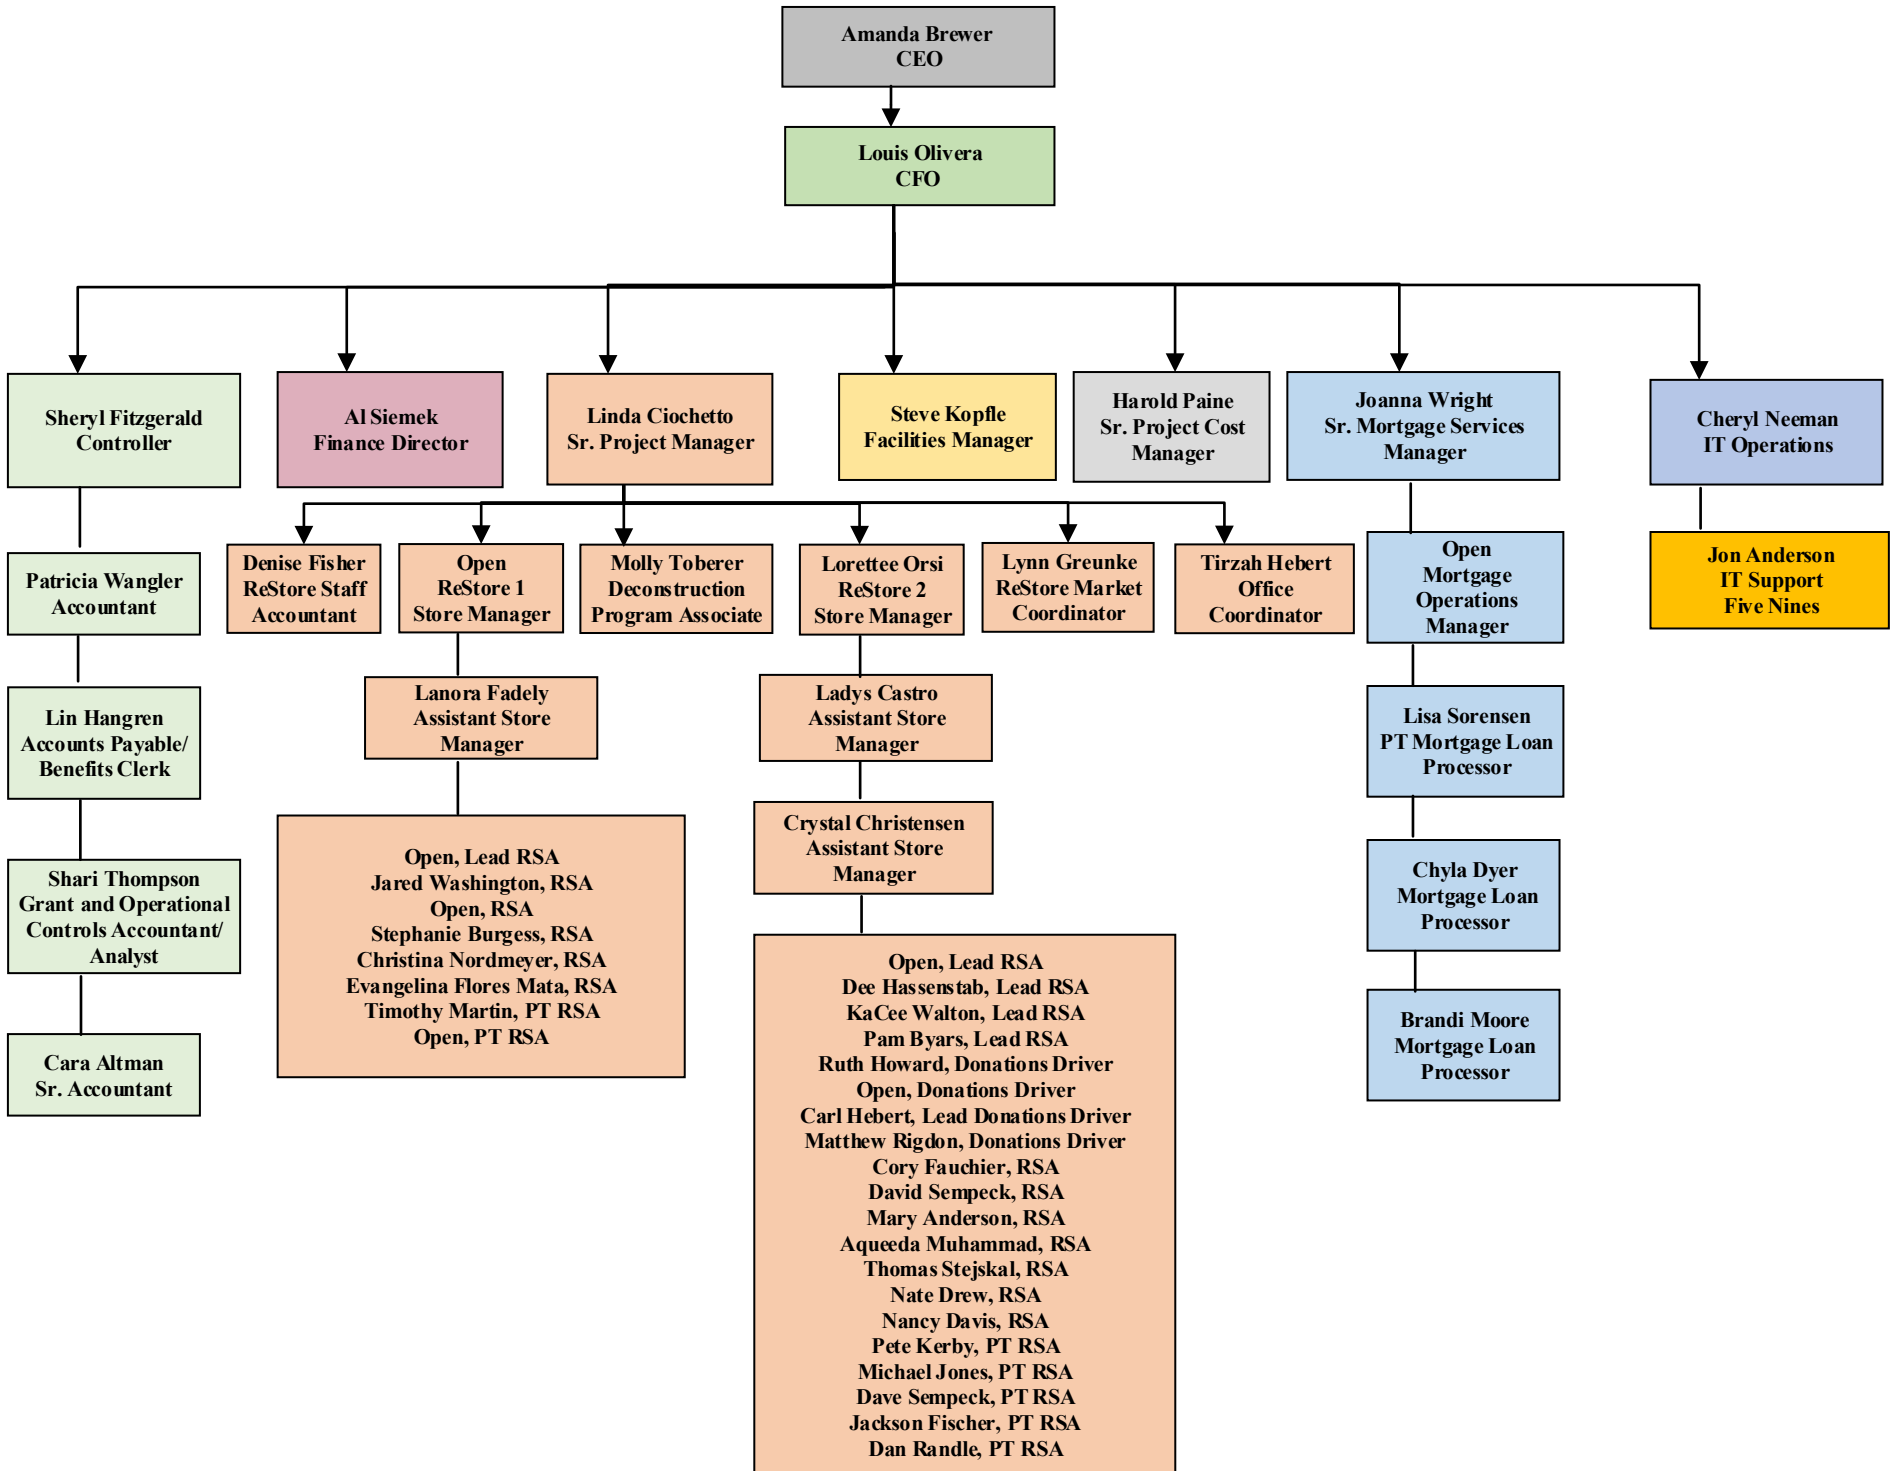 Amanda Brewer
CEO
Louis Olivera
CFO
Sheryl Fitzgerald
Controller
Al Siemek
Finance Director
Linda Ciochetto
Sr. Project Manager
Steve Kopfle
Facilities Manager
Harold Paine
Sr. Project Cost
Manager
Joanna Wright
Sr. Mortgage Services
Manager
Cheryl Neeman
IT Operations
Patricia Wangler
Accountant
Denise Fisher
ReStore Staff
Accountant
Open
ReStore 1
Store Manager
Molly Toberer
Deconstruction
Program Associate
Lorettee Orsi
ReStore 2
Store Manager
Lynn Greunke
ReStore Market
Coordinator
Tirzah Hebert
Office
Coordinator
Open
Mortgage
Operations
Manager
Jon Anderson
IT Support
Five Nines
Lin Hangren
Accounts Payable/
Benefits Clerk
Lanora Fadely
Assistant Store
Manager
Ladys Castro
Assistant Store
Manager
Lisa Sorensen
PT Mortgage Loan
Processor
Crystal Christensen
Assistant Store
Manager
Shari Thompson
Grant and Operational
Controls Accountant/
Analyst
Open, Lead RSA
Jared Washington, RSA
Open, RSA
Stephanie Burgess, RSA
Christina Nordmeyer, RSA
Evangelina Flores Mata, RSA
Timothy Martin, PT RSA
Open, PT RSA
Chyla Dyer
Mortgage Loan
Processor
Cara Altman
Sr. Accountant
Open, Lead RSA
Dee Hassenstab, Lead RSA
KaCee Walton, Lead RSA
Pam Byars, Lead RSA
Ruth Howard, Donations Driver
Open, Donations Driver
Carl Hebert, Lead Donations Driver
Matthew Rigdon, Donations Driver
Cory Fauchier, RSA
David Sempeck, RSA
Mary Anderson, RSA
Aqueeda Muhammad, RSA
Thomas Stejskal, RSA
Nate Drew, RSA
Nancy Davis, RSA
Pete Kerby, PT RSA
Michael Jones, PT RSA
Dave Sempeck, PT RSA
Jackson Fischer, PT RSA
Dan Randle, PT RSA
Brandi Moore
Mortgage Loan
Processor